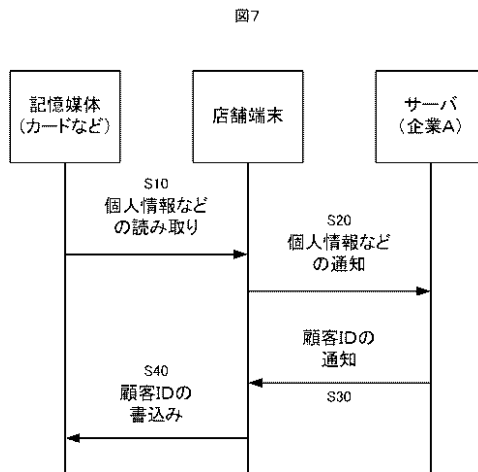 図7
記憶媒体
(カードなど)
店舗端末
サーバ
(企業A)
S10
個人情報など
の読み取り
S20
個人情報など
の通知
顧客IDの
通知
S30
S40
顧客IDの
書込み